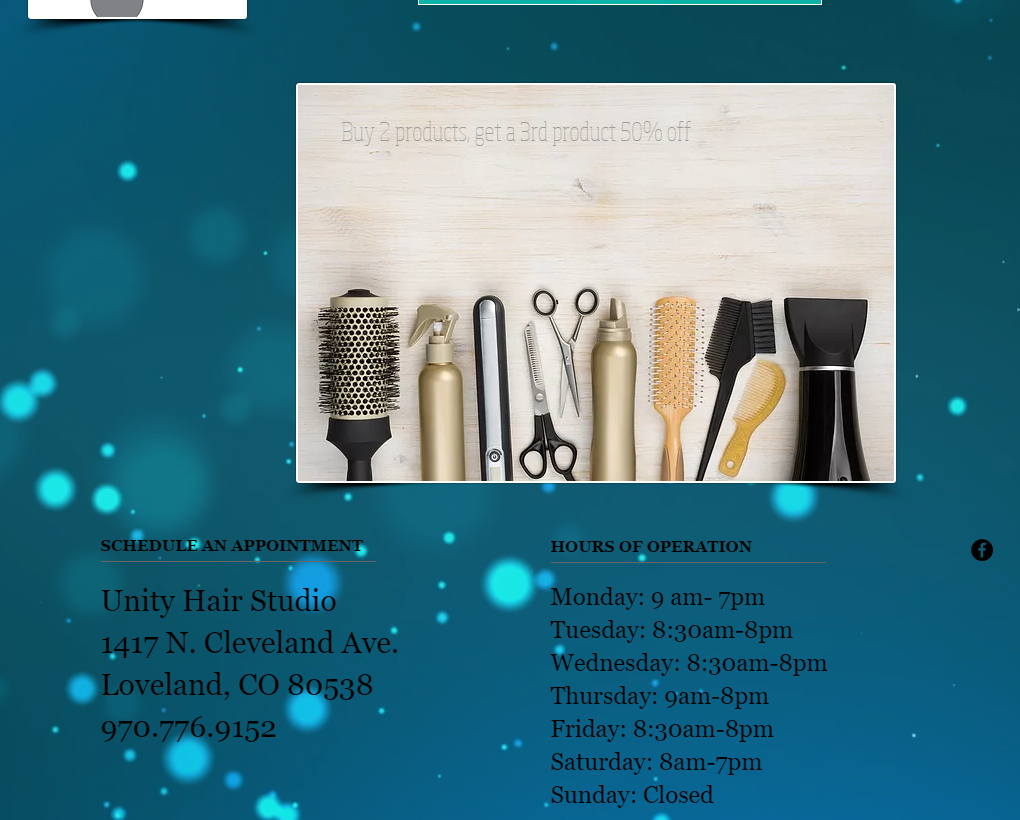 Buy 2 products, get a 3rd product 50% off
SCHEDULE AN APPOINTMENT
Unity Hair Studio
1417 N. Cleveland Ave.
Loveland, CO 80538
970.776.9152
HOURS OF OPERATION
Monday: 9 am- 7pm
Tuesday: 8:30am-8pm
Wednesday: 8:30am-8pm
Thursday: 9am-8pm
Friday: 8:30am-8pm
Saturday: 8am-7pm
Sunday: Closed